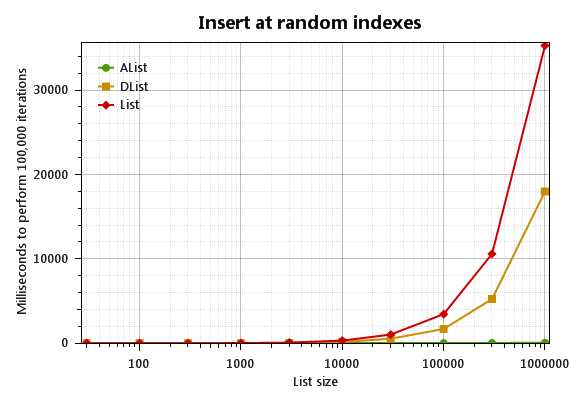 Insert at random indexes
Milliseconds to perform 100,000 iterations
AList
DList
List
30000
20000
10000
0
100
1000
10000
100000
1000000
List size